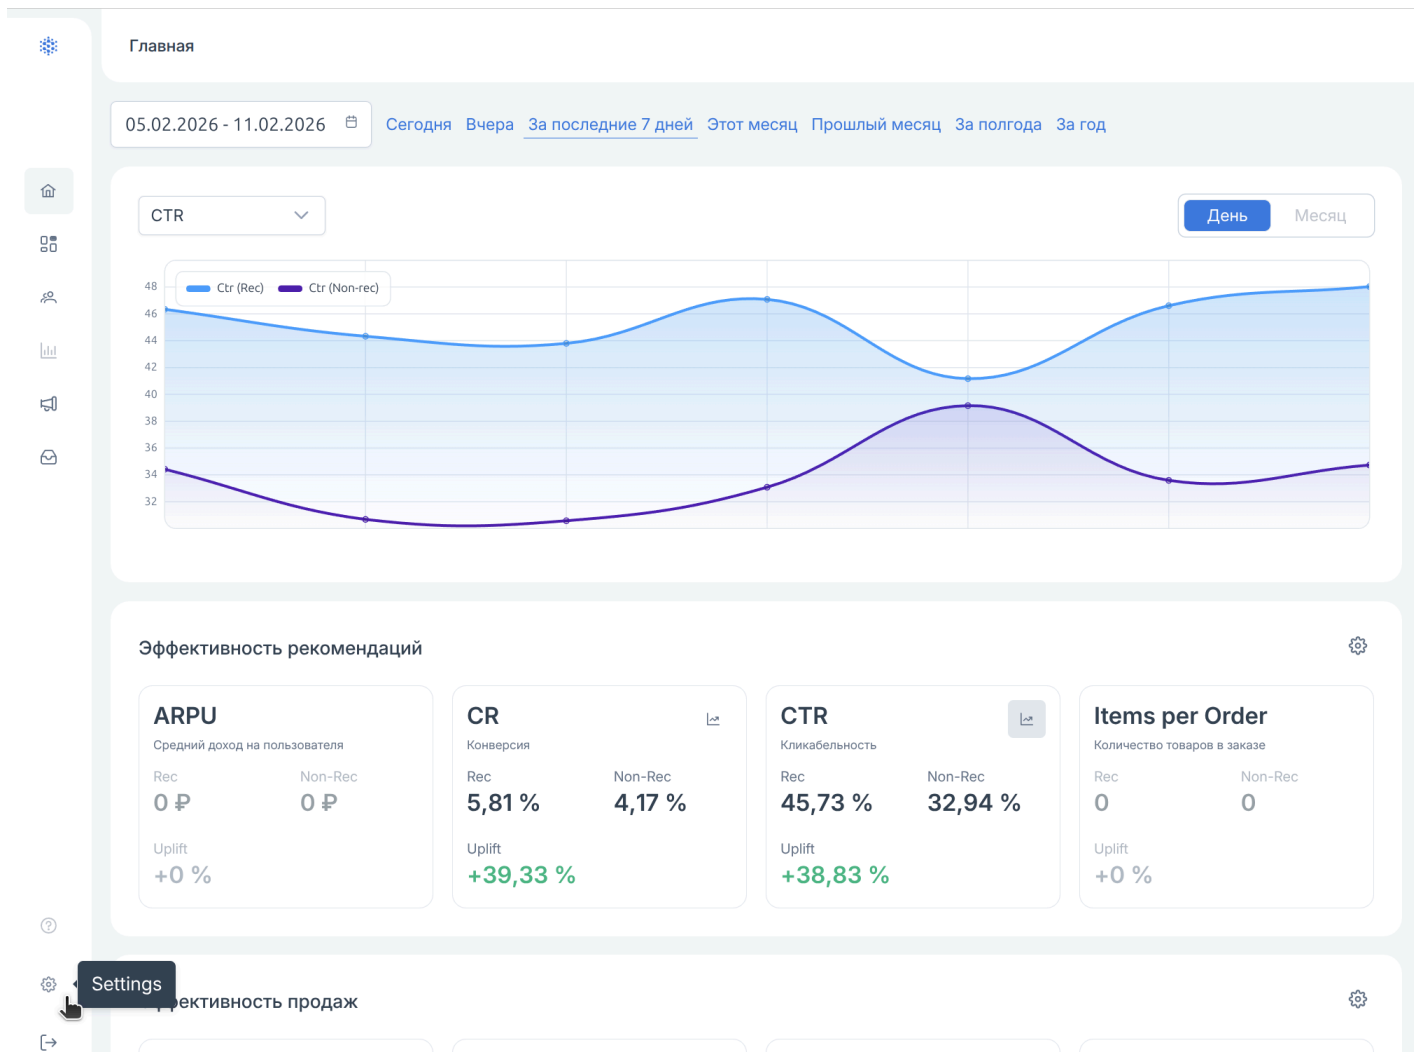 Главная
05.02.2026 - 11.02.2026 Сегодня Вчера За последние 7 дней Этот месяц Прошлый месяц За полгода За год
CTR
День Месяц
Ctr (Rec) Ctr (Non-rec)
48
46
44
42
40
38
36
34
32
Эффективность рекомендаций
ARPU
Средний доход на пользователя
Rec Non-Rec
0 ₽ 0 ₽
Uplift
+0 %
CR
Конверсия
Rec Non-Rec
5,81 % 4,17 %
Uplift
+39,33 %
CTR
Кликабельность
Rec Non-Rec
45,73 % 32,94 %
Uplift
+38,83 %
Items per Order
Количество товаров в заказе
Rec Non-Rec
0 0
Uplift
+0 %
Settings
продаж